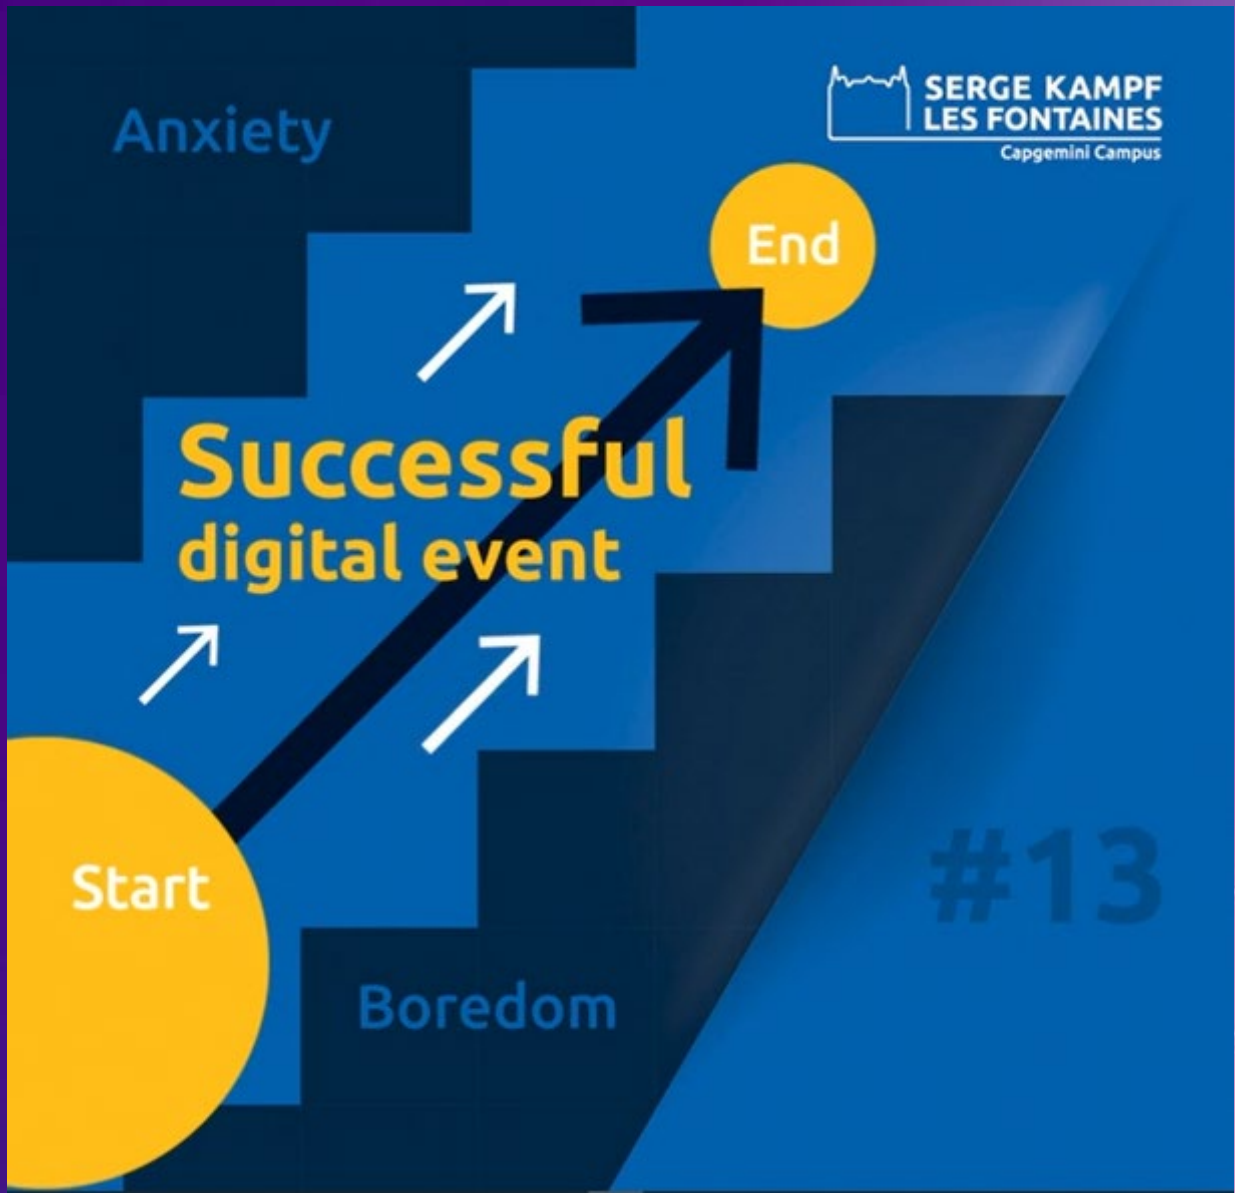 Anxiety
SERGE KAMPF
LES FONTAINES
Capgemini Campus
End
Successful
digital event
Start
#13
Boredom